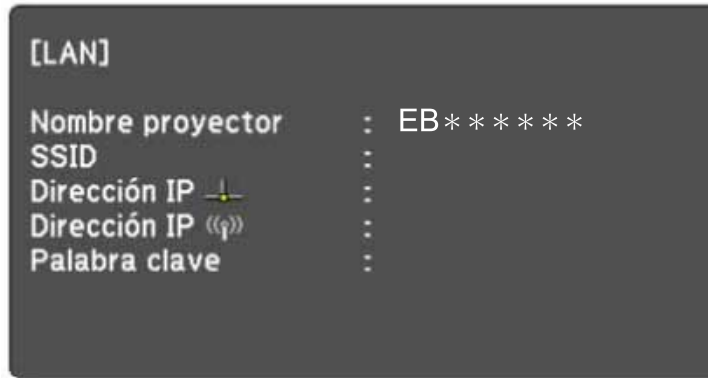 [LAN]
Nombre proyector : EB******
SSID :
Dirección IP :
Dirección IP :
Palabra clave :